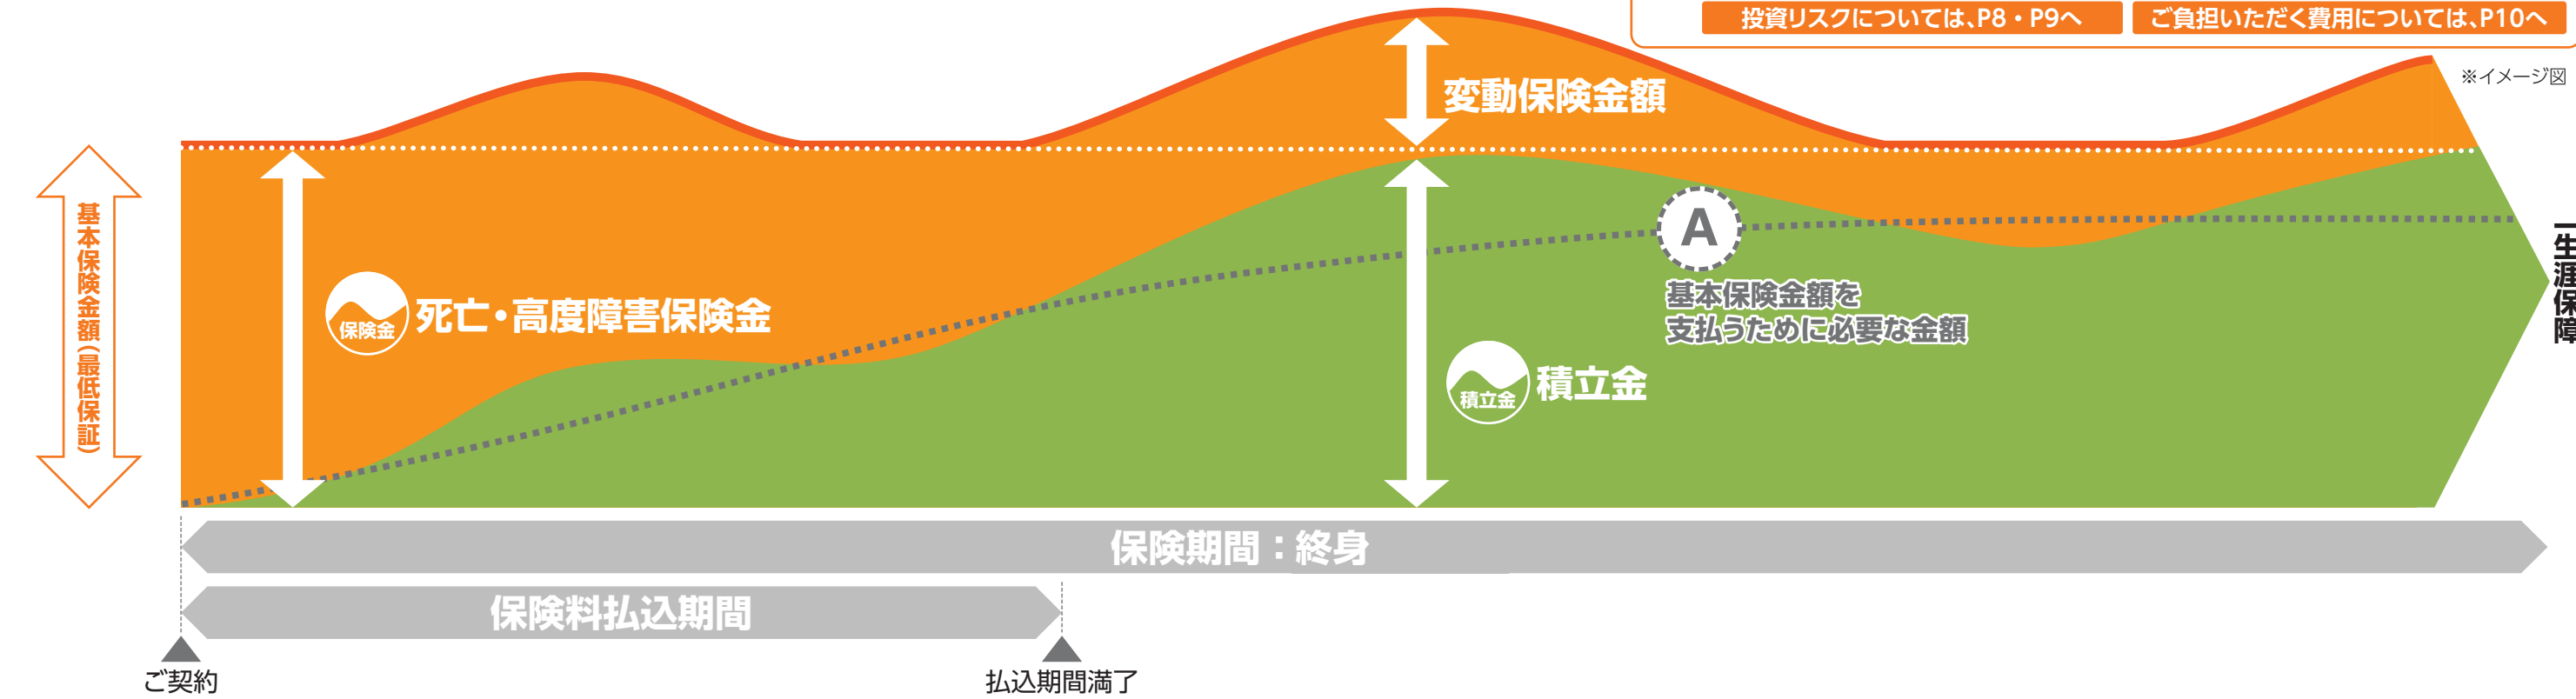 投資リスクについては、P8・P9へ
ご負担いただく費用については、P10へ
※イメージ図
変動保険金額
基本保険金額(最低保証)
A
基本保険金額を
支払うために必要な金額
一生涯保障
保険金
死亡・高度障害保険金
積立金
積立金
保険期間：終身
保険料払込期間
ご契約
払込期間満了